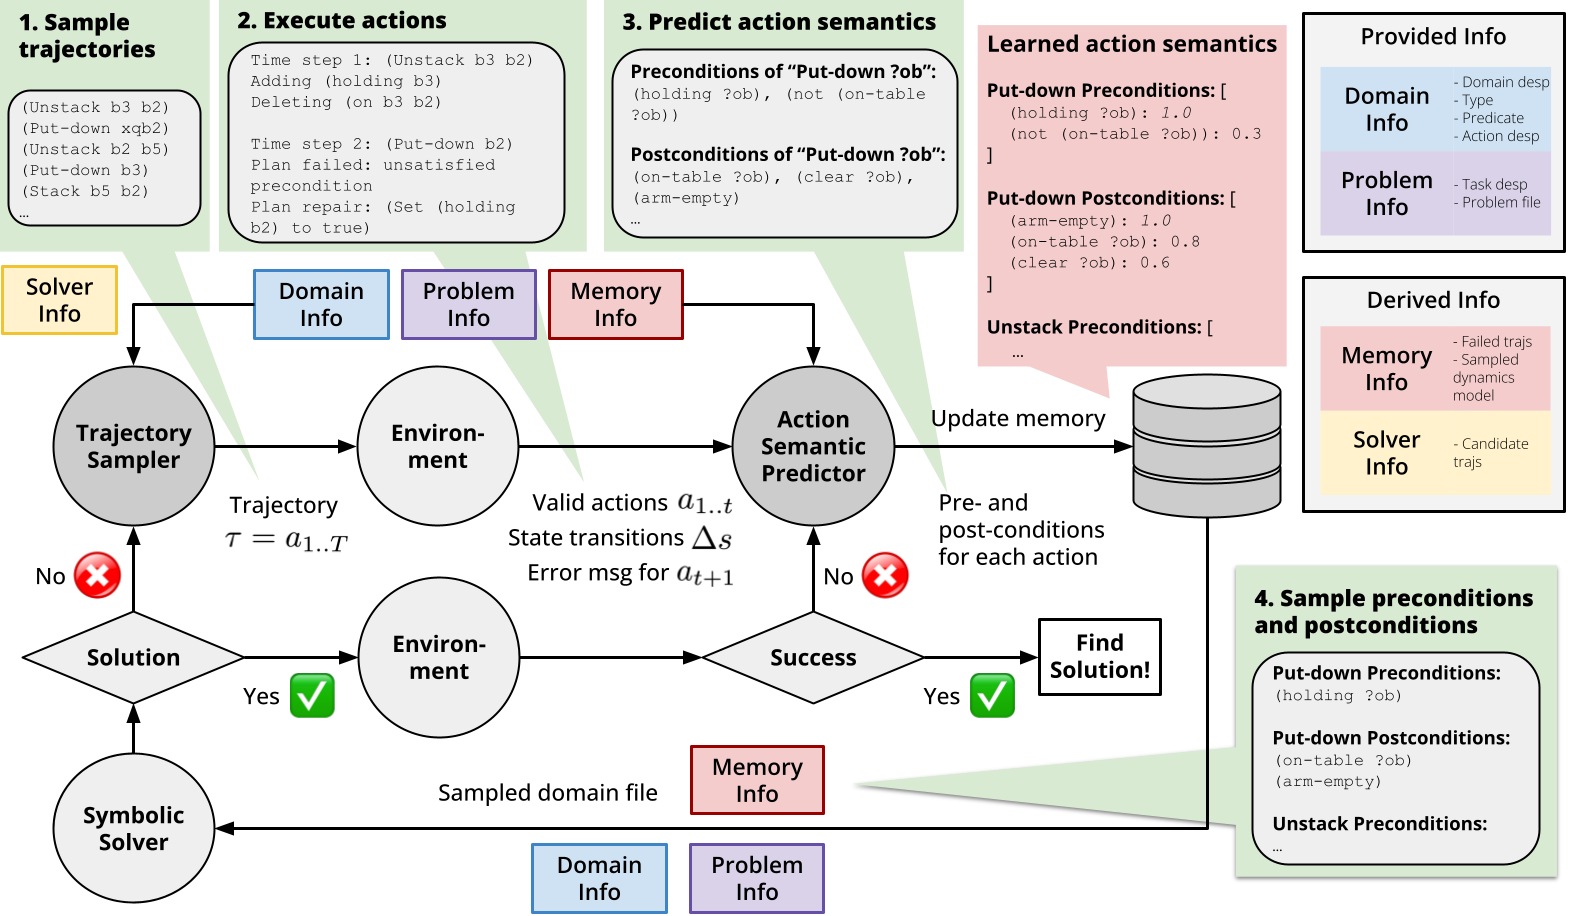 1. Sample
trajectories
(Unstack b3 b2)
(Put-down xqb2)
(Unstack b2 b5)
(Put-down b3)
(Stack b5 b2)
…
2. Execute actions
Time step 1: (Unstack b3 b2)
Adding (holding b3)
Deleting (on b3 b2)
Time step 2: (Put-down b2)
Plan failed: unsatisfied
precondition
Plan repair: (Set (holding
b2) to true)
3. Predict action semantics
Preconditions of “Put-down ?ob”:
(holding ?ob), (not (on-table
?ob))
Postconditions of “Put-down ?ob”:
(on-table ?ob), (clear ?ob),
(arm-empty)
…
Learned action semantics
Put-down Preconditions: [
(holding ?ob): 1.0
(not (on-table ?ob)): 0.3
]
Put-down Postconditions: [
(arm-empty): 1.0
(on-table ?ob): 0.8
(clear ?ob): 0.6
]
Unstack Preconditions: [
…
Provided Info
Domain
Info
- Domain desp
- Type
- Predicate
- Action desp
Problem
Info
- Task desp
- Problem file
Derived Info
Memory
Info
- Failed trajs
- Sampled
dynamics
model
Solver
Info
- Candidate
trajs
Solver
Info
Domain
Info
Problem
Info
Memory
Info
Trajectory
Sampler
Environ-
ment
Action
Semantic
Predictor
Update memory
Trajectory
τ = a1..T
Valid actions a1..t
State transitions Δs
Error msg for at+1
Pre- and
post-conditions
for each action
No
No
Solution
Yes
Environ-
ment
Success
Yes
Find
Solution!
4. Sample preconditions
and postconditions
Put-down Preconditions:
(holding ?ob)
Put-down Postconditions:
(on-table ?ob)
(arm-empty)
Unstack Preconditions:
…
Symbolic
Solver
Sampled domain file
Memory
Info
Domain
Info
Problem
Info